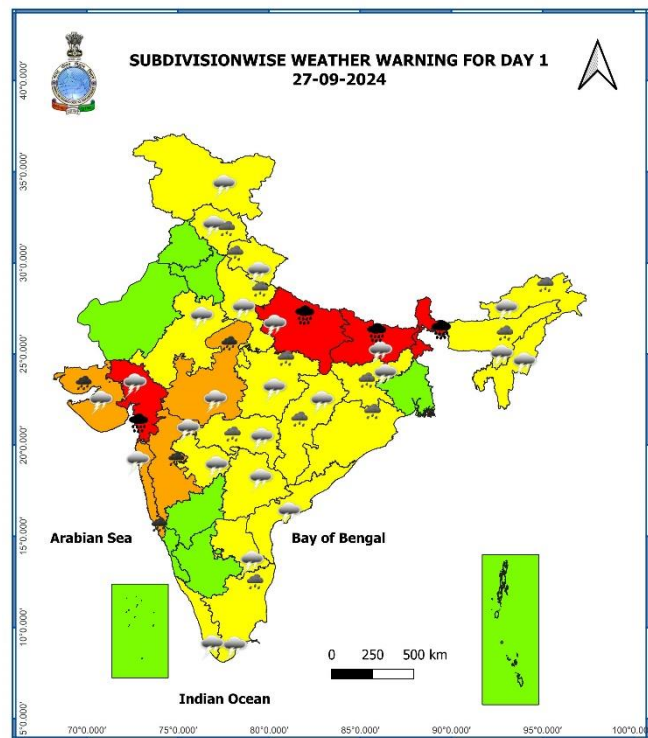 SUBDIVISIONWISE WEATHER WARNING FOR DAY 1
27-09-2024
40°0.000'
35°0.000'
30°0.000'
25°0.000'
20°0.000'
15°0.000'
10°0.000'
5°0.000'
Arabian Sea
Bay of Bengal
0 250 500 km
Indian Ocean
70°0.000' 75°0.000' 80°0.000' 85°0.000' 90°0.000' 95°0.000' 100°0.0